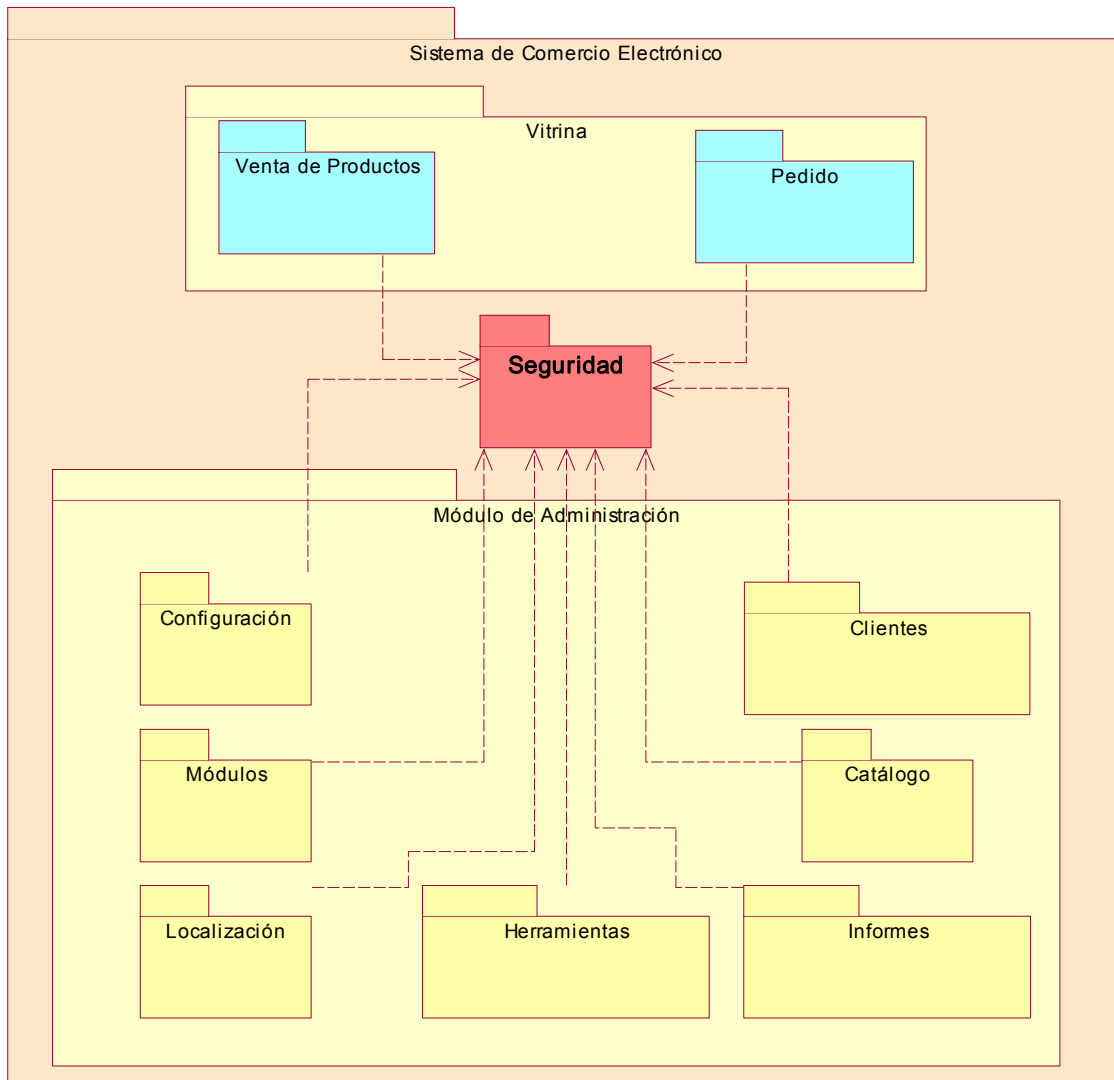 Sistema de Comercio Electrónico
Vitrina
Venta de Productos
Pedido
Seguridad
Módulo de Administración
Configuración
Clientes
Módulos
Catálogo
Localización
Herramientas
Informes